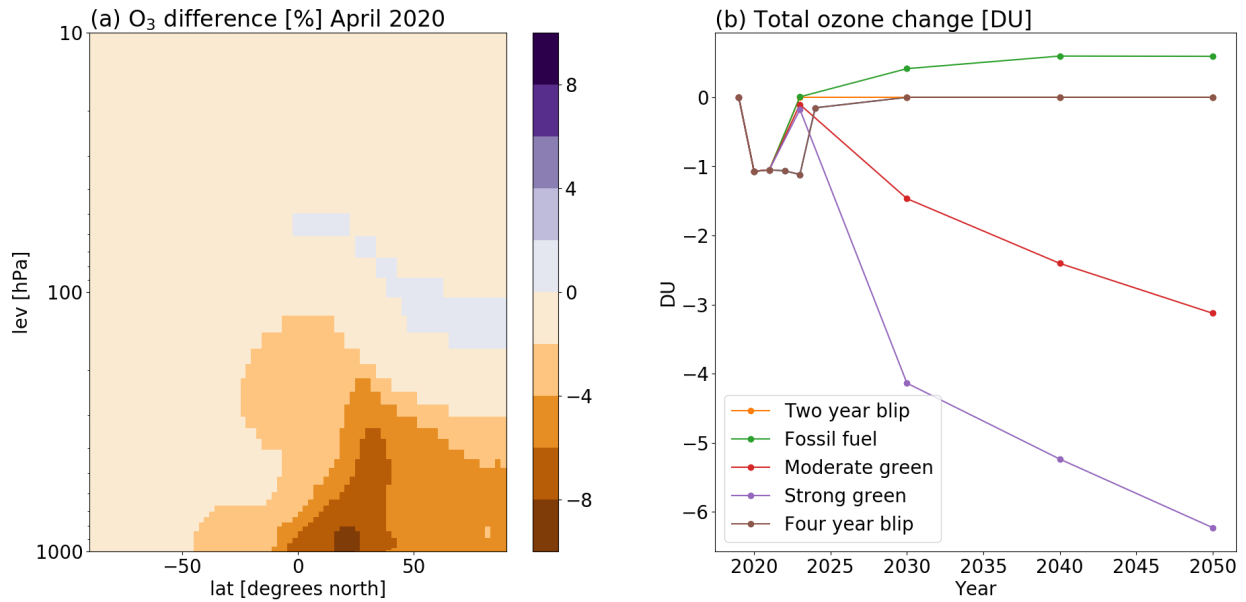 (a) O₃ difference [%] April 2020
10
100
1000
lev [hPa]
−50
0
50
lat [degrees north]
8
4
0
−4
−8
(b) Total ozone change [DU]
0
−1
−2
−3
−4
−5
−6
DU
Two year blip
Fossil fuel
Moderate green
Strong green
Four year blip
2020 2025 2030 2035 2040 2045 2050
Year